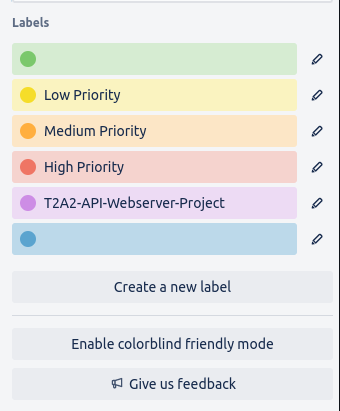 Labels
Low Priority
Medium Priority
High Priority
T2A2-API-Webserver-Project
Create a new label
Enable colorblind friendly mode
Give us feedback